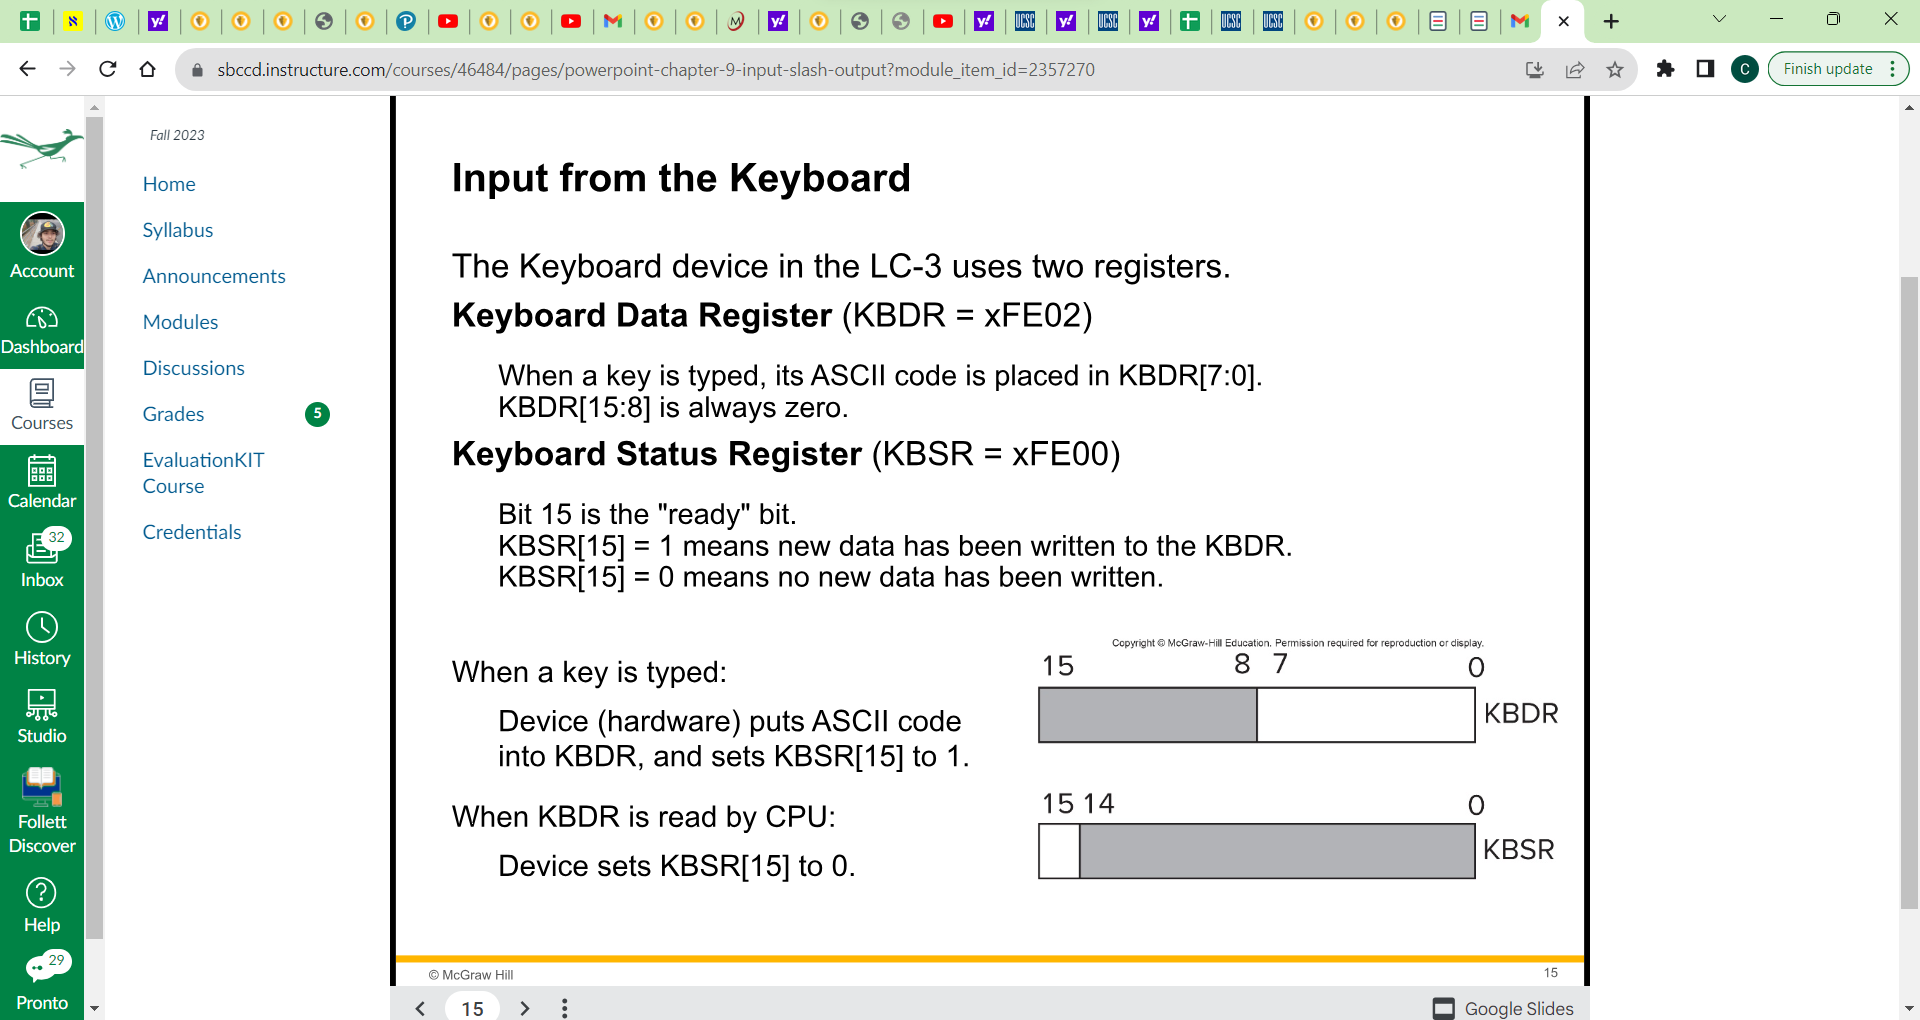 sbccd.instructure.com/courses/46484/pages/powerpoint-chapter-9-input-slash-output?module_item_id=2357270
C
Finish update
Account
Dashboard
Courses
Calendar
32
Inbox
History
Studio
Follett
Discover
Help
29
Pronto
Fall 2023
Home
Syllabus
Announcements
Modules
Discussions
Grades
5
EvaluationKIT
Course
Credentials
Input from the Keyboard
The Keyboard device in the LC-3 uses two registers.
Keyboard Data Register (KBDR = xFE02)
When a key is typed, its ASCII code is placed in KBDR[7:0].
KBDR[15:8] is always zero.
Keyboard Status Register (KBSR = xFE00)
Bit 15 is the "ready" bit.
KBSR[15] = 1 means new data has been written to the KBDR.
KBSR[15] = 0 means no new data has been written.
When a key is typed:
Device (hardware) puts ASCII code
into KBDR, and sets KBSR[15] to 1.
When KBDR is read by CPU:
Device sets KBSR[15] to 0.
Copyright © McGraw-Hill Education. Permission required for reproduction or display.
15 8 7 0
KBDR
15 14 0
KBSR
© McGraw Hill
15
15
Google Slides